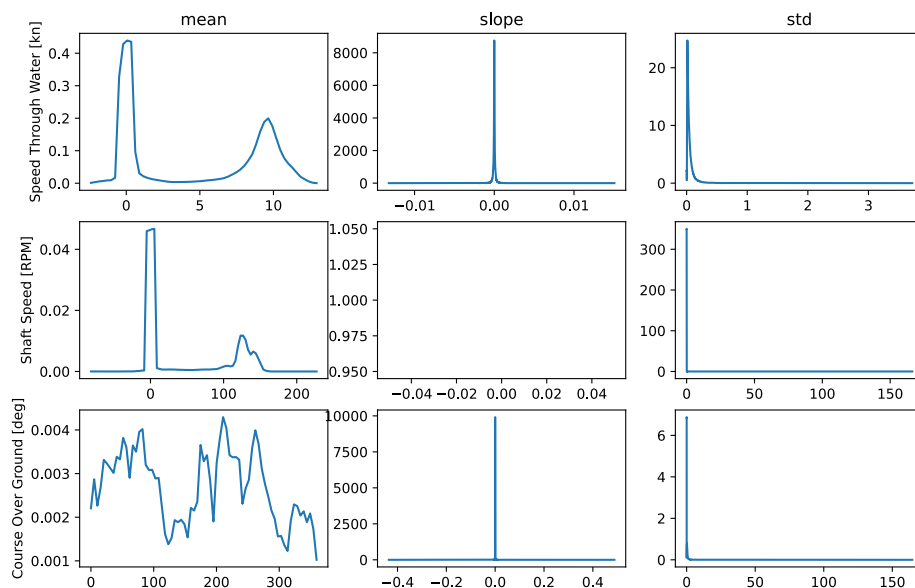 mean slope std
Speed Through Water [kn]
0.4
0.3
0.2
0.1
0.0
0 5 10
8000
6000
4000
2000
0
−0.01 0.00 0.01
20
10
0
0 1 2 3
Shaft Speed [RPM]
0.04
0.02
0.00
0 100 200
1.050
1.025
1.000
0.975
0.950
−0.04 −0.02 0.00 0.02 0.04
300
200
100
0
0 50 100 150
Course Over Ground [deg]
0.004
0.003
0.002
0.001
0 100 200 300
10000
7500
5000
2500
0
−0.4 −0.2 0.0 0.2 0.4
6
4
2
0
0 50 100 150